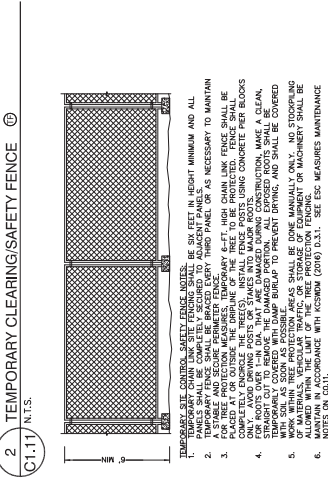 2
C1.11
TEMPORARY CLEARING/SAFETY FENCE
TF
N.T.S.
6' MIN.
TEMPORARY SITE CONTROL SAFETY FENCE NOTES:
1. TEMPORARY CHAIN LINK SITE FENCING SHALL BE SIX FEET IN HEIGHT MINIMUM AND ALL
PANELS SHALL BE COMPLETELY SECURED TO ADJACENT PANELS.
2. TEMPORARY FENCE SHALL BE BRACED EVERY THIRD PANEL OR AS NECESSARY TO MAINTAIN
A STABLE AND SECURE PERIMETER FENCE.
3. FOR TREE PROTECTION MEASURES, TEMPORARY 6-FT. HIGH CHAIN LINK FENCE SHALL BE
PLACED AT OR OUTSIDE THE DRIPLINE OF THE TREE TO BE PROTECTED. FENCE SHALL
COMPLETELY ENCIRCLE THE TREE(S). INSTALL FENCE POSTS USING CONCRETE PIER BLOCKS
ONLY. AVOID DRIVING POSTS OR STAKES INTO MAJOR ROOTS.
4. FOR ROOTS OVER 1-IN DIA. THAT ARE DAMAGED DURING CONSTRUCTION, MAKE A CLEAN,
STRAIGHT CUT TO REMOVE THE DAMAGED PORTION. ALL EXPOSED ROOTS SHALL BE
TEMPORARILY COVERED WITH DAMP BURLAP TO PREVENT DRYING, AND SHALL BE COVERED
WITH SOIL AS SOON AS POSSIBLE.
5. WORK WITHIN TREE PROTECTION AREAS SHALL BE DONE MANUALLY ONLY. NO STOCKPILING
OF MATERIALS, VEHICULAR TRAFFIC, OR STORAGE OF EQUIPMENT OR MACHINERY SHALL BE
ALLOWED WITHIN THE LIMIT OF THE TREE PROTECTION FENCING.
6. MAINTAIN IN ACCORDANCE WITH KCSWDM (2016) D.3.1. SEE ESC MEASURES MAINTENANCE
NOTES ON C0.11.